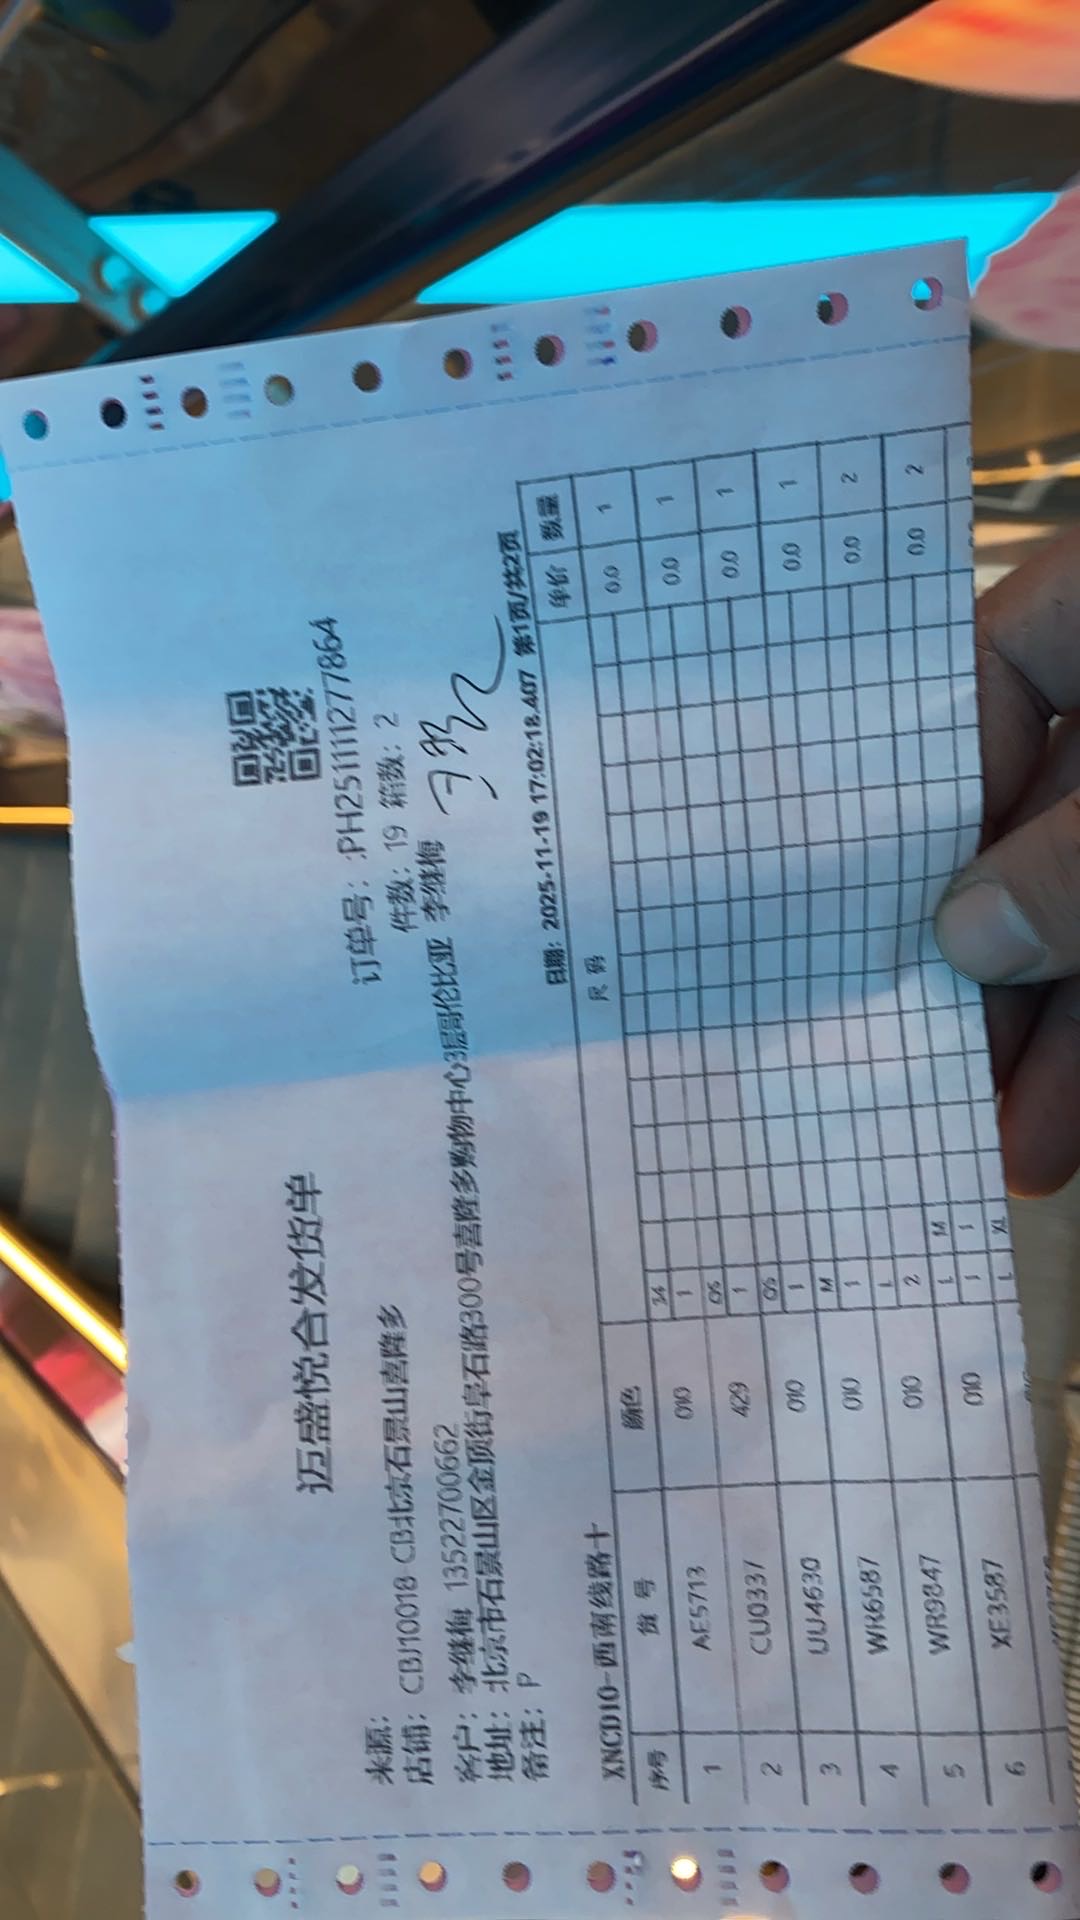 迈盛悦合发货单
订单号：:PH251111277864
来源：
件数：19 箱数：2
店铺：CBJ10018-CB北京石景山喜隆多
客户：李继梅 13522700662
地址：北京市石景山区金顶街阜石路300号喜隆多购物中心3层哥伦比亚 李继梅
备注：P
日期：2025-11-19 17:02:18.407 第1页/共2页
XNCD10-西南线路十
序号 货号 颜色 尺码 单价 数量
34
1 AE5713 010 1 0.0 1
OS
2 CU0337 429 1 0.0 1
OS
3 UU4630 010 1 0.0 1
M
4 WR6587 010 1 0.0 1
L
5 WR9847 010 2 0.0 2
L M
6 XE3587 010 1 1 0.0 2
L XL